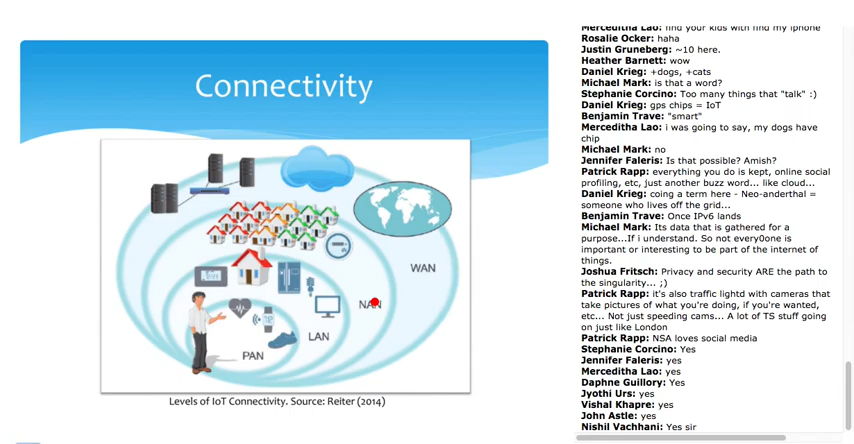 Connectivity
WAN
NAN
LAN
PAN
Levels of IoT Connectivity. Source: Reiter (2014)
Merceditha Lao: find your kids with find my iphone
Rosalie Ocker: haha
Justin Gruneberg: ~10 here.
Heather Barnett: wow
Daniel Krieg: +dogs, +cats
Michael Mark: is that a word?
Stephanie Corcino: Too many things that "talk" :)
Daniel Krieg: gps chips = IoT
Benjamin Trave: "smart"
Merceditha Lao: i was going to say, my dogs have
chip
Michael Mark: no
Jennifer Faleris: Is that possible? Amish?
Patrick Rapp: everything you do is kept, online social
profiling, etc, just another buzz word... like cloud...
Daniel Krieg: coing a term here - Neo-anderthal =
someone who lives off the grid...
Benjamin Trave: Once IPv6 lands
Michael Mark: Its data that is gathered for a
purpose...If i understand. So not every0one is
important or interesting to be part of the internet of
things.
Joshua Fritsch: Privacy and security ARE the path to
the singularity... ;)
Patrick Rapp: it's also traffic lightd with cameras that
take pictures of what you're doing, if you're wanted,
etc... Not just speeding cams... A lot of TS stuff going
on just like London
Patrick Rapp: NSA loves social media
Stephanie Corcino: Yes
Jennifer Faleris: yes
Merceditha Lao: yes
Daphne Guillory: Yes
Jyothi Urs: yes
Vishal Khapre: yes
John Astle: yes
Nishil Vachhani: Yes sir